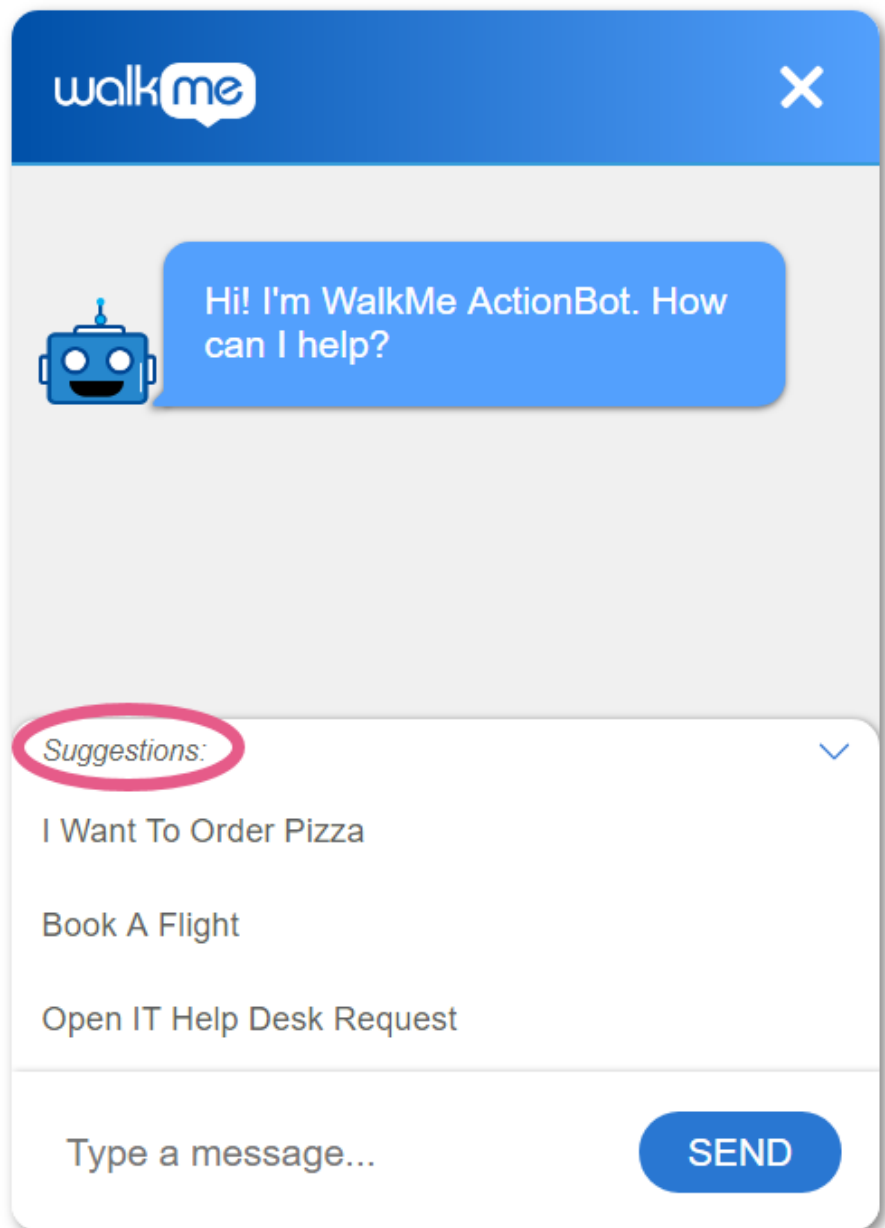 walkme
Hi! I'm WalkMe ActionBot. How
can I help?
Suggestions:
I Want To Order Pizza
Book A Flight
Open IT Help Desk Request
Type a message...
SEND